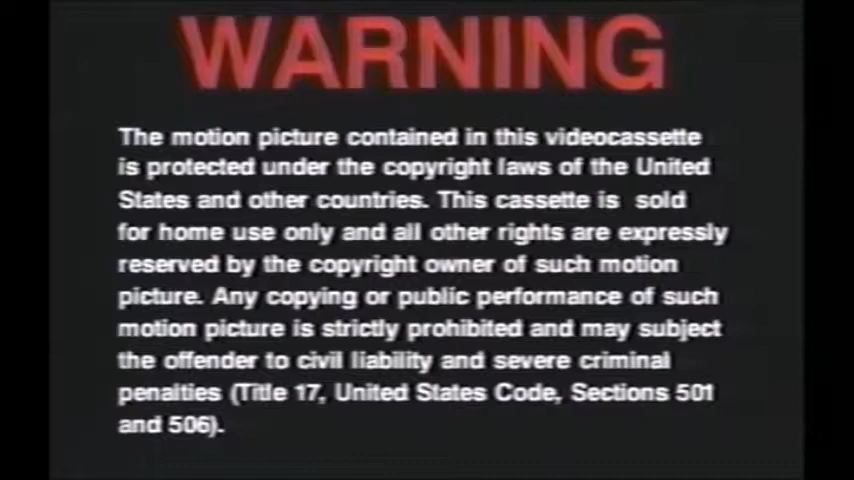 WARNING
The motion picture contained in this videocassette
is protected under the copyright laws of the United
States and other countries. This cassette is sold
for home use only and all other rights are expressly
reserved by the copyright owner of such motion
picture. Any copying or public performance of such
motion picture is strictly prohibited and may subject
the offender to civil liability and severe criminal
penalties (Title 17, United States Code, Sections 501
and 506).